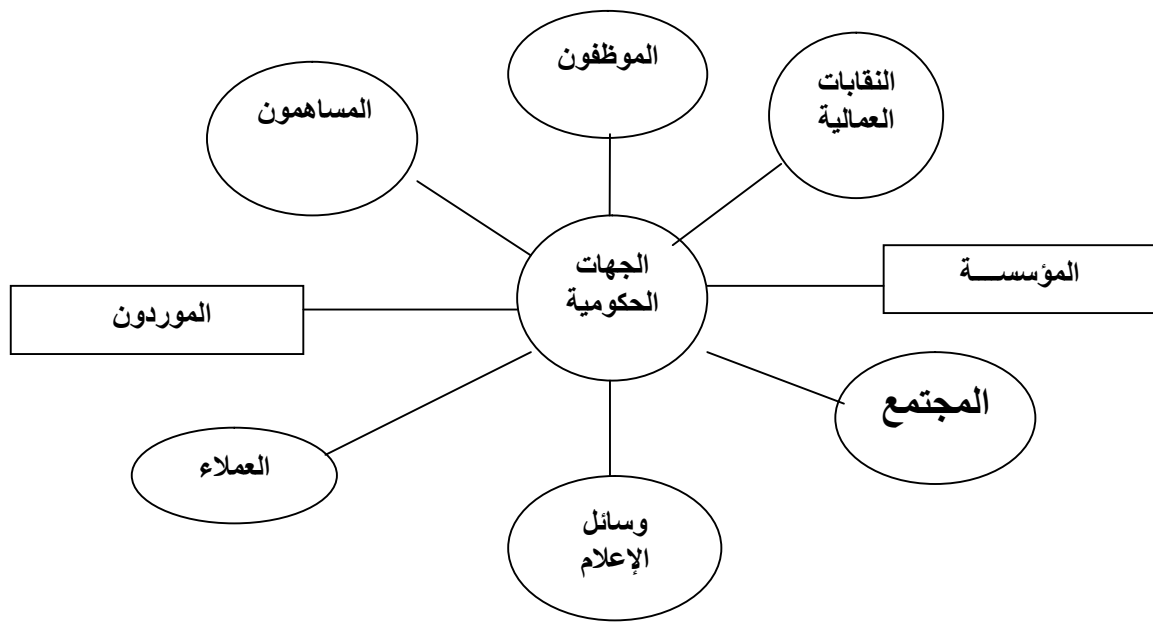 الموظفون
النقابات
العمالية
المساهمون
الجهات
الحكومية
المؤسســـة
الموردون
المجتمع
العملاء
وسائل
الإعلام